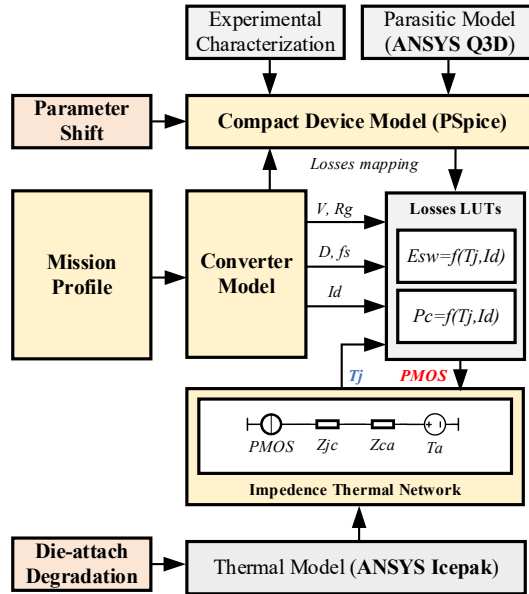 Experimental
Characterization
Parasitic Model
(ANSYS Q3D)
Parameter
Shift
Compact Device Model (PSpice)
Losses mapping
Mission
Profile
Converter
Model
V, Rg
D, fs
Id
Losses LUTs
Esw=f(Tj,Id)
Pc=f(Tj,Id)
Tj
PMOS
PMOS
Zjc
Zca
Ta
Impedence Thermal Network
Die-attach
Degradation
Thermal Model (ANSYS Icepak)